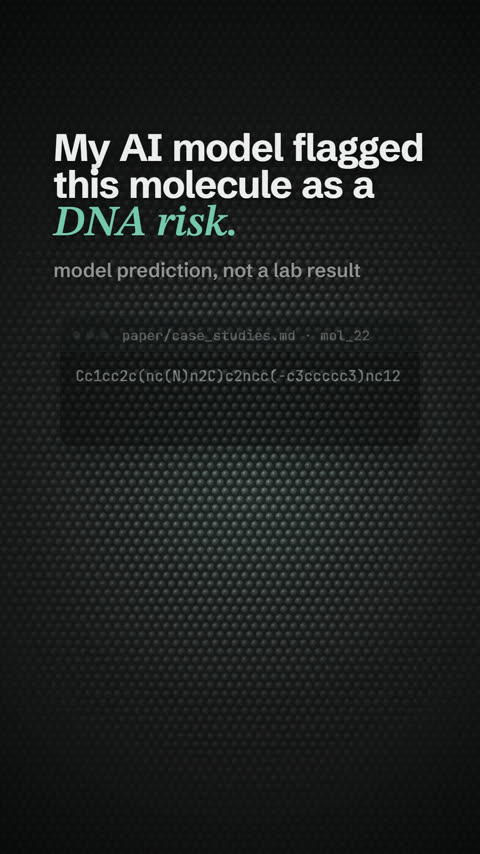 My AI model flagged
this molecule as a
DNA risk.
model prediction, not a lab result
paper/case_studies.md · mol_22
Cc1cc2c(nc(N)n2C)c2ncc(-c3ccccc3)nc12